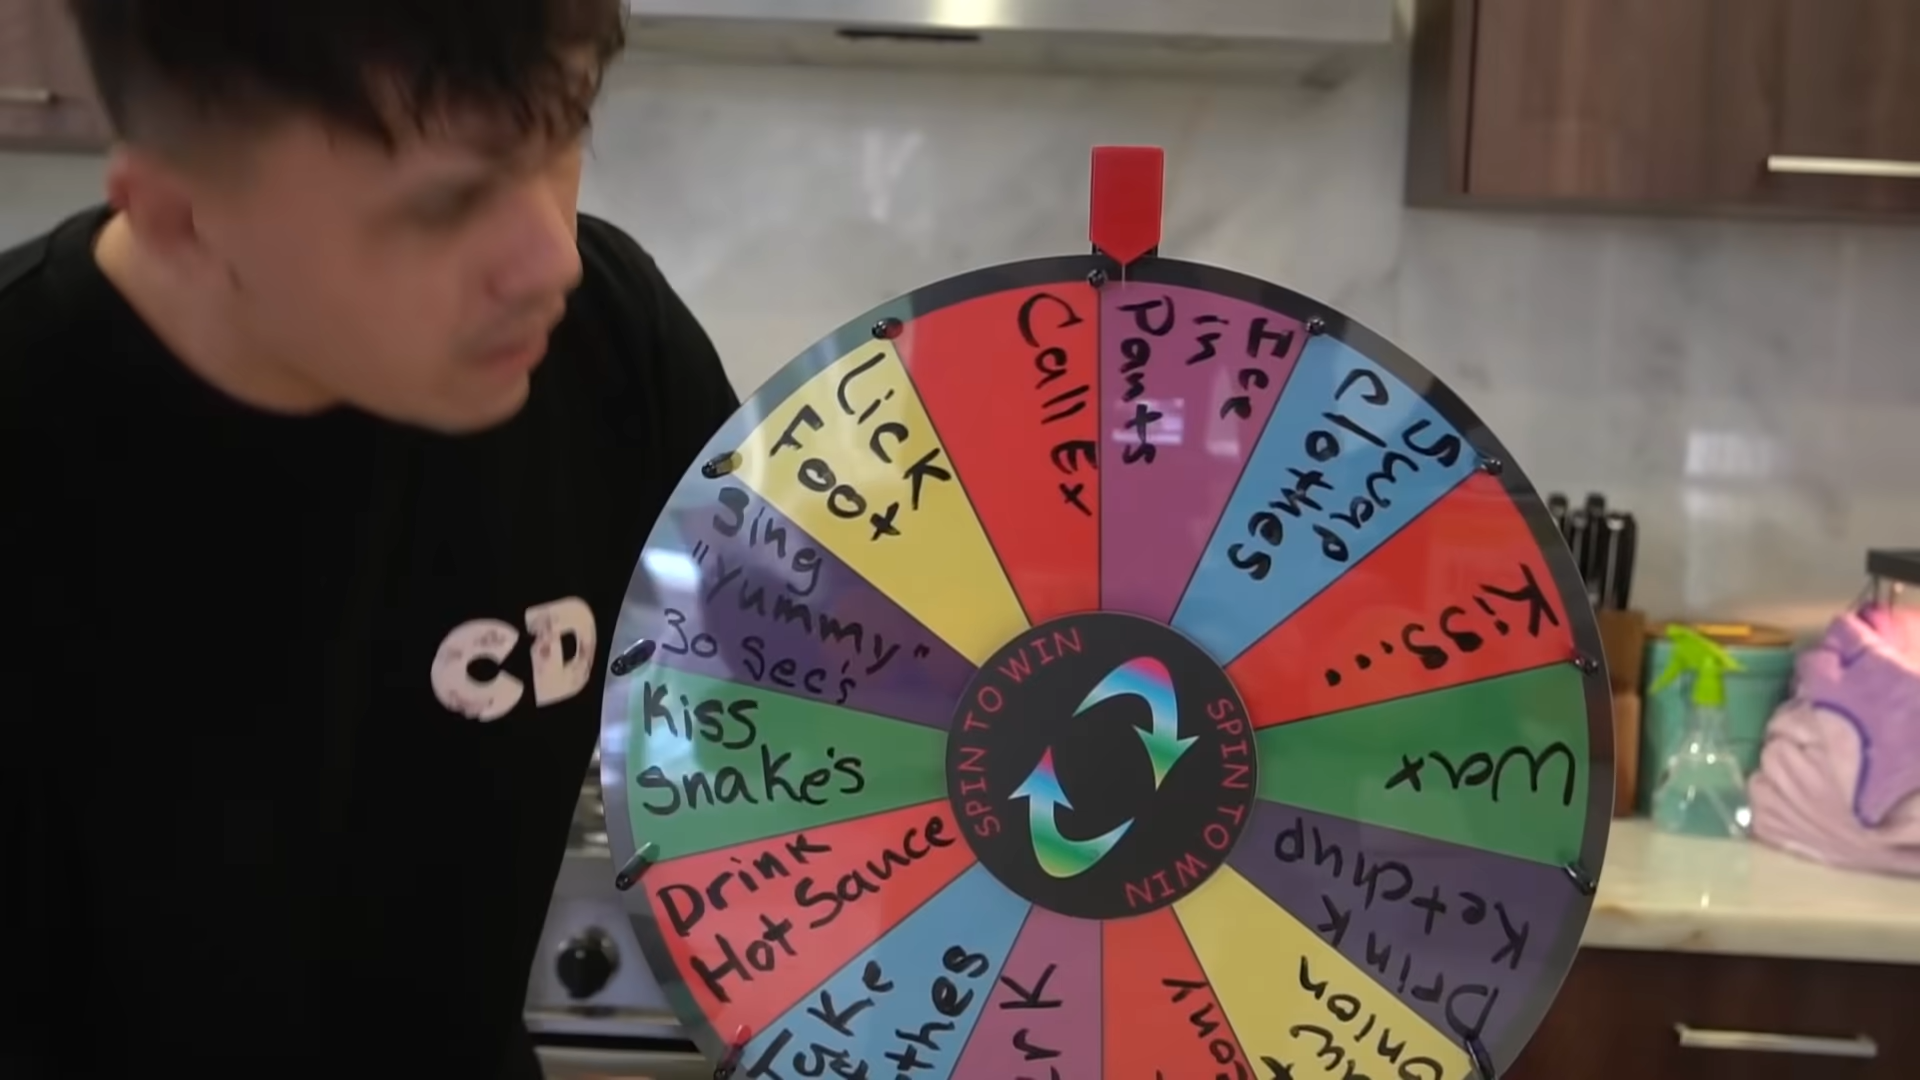 CD
Call Ex
Ice
in
Pants
Swap
Clothes
Kiss...
Wax
Drink
Ketchup
Onion
Drink
Hot Sauce
Kiss
Snake's
Sing
"Yummy"
30 Sec's
Lick
Foot
SPIN TO WIN
SPIN TO WIN